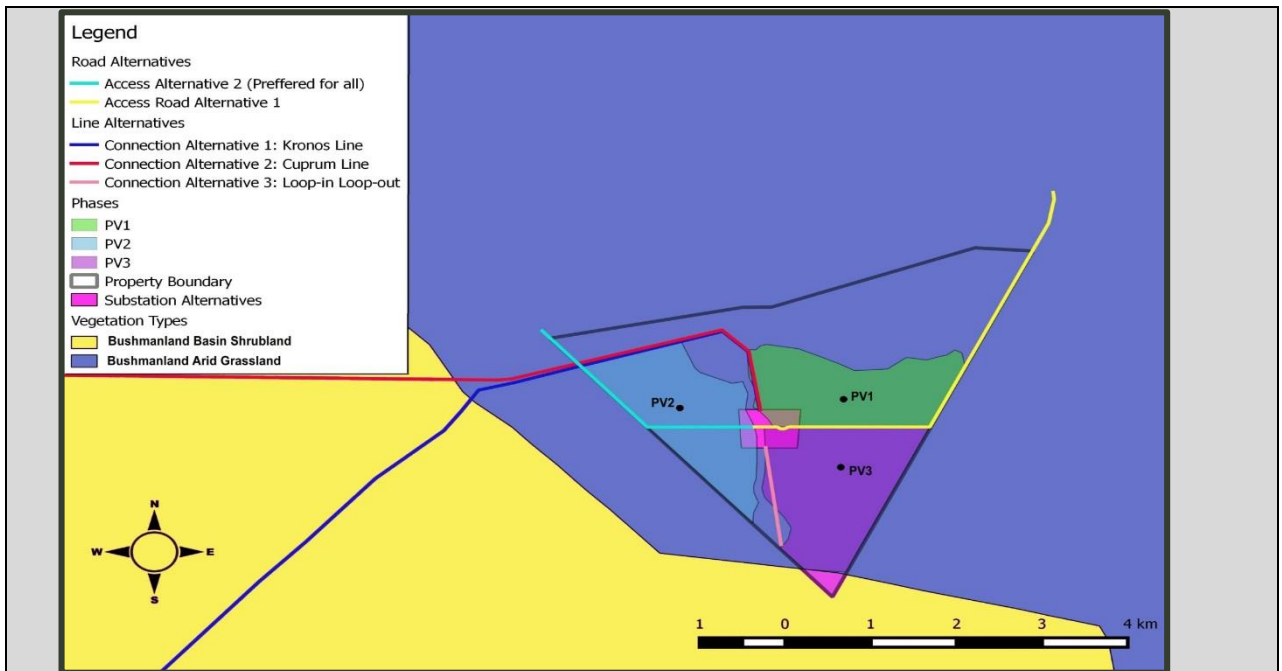 Legend
Road Alternatives
Access Alternative 2 (Preffered for all)
Access Road Alternative 1
Line Alternatives
Connection Alternative 1: Kronos Line
Connection Alternative 2: Cuprum Line
Connection Alternative 3: Loop-in Loop-out
Phases
PV1
PV2
PV3
Property Boundary
Substation Alternatives
Vegetation Types
Bushmanland Basin Shrubland
Bushmanland Arid Grassland
PV2
PV1
PV3
N
W E
S
1 0 1 2 3 4 km